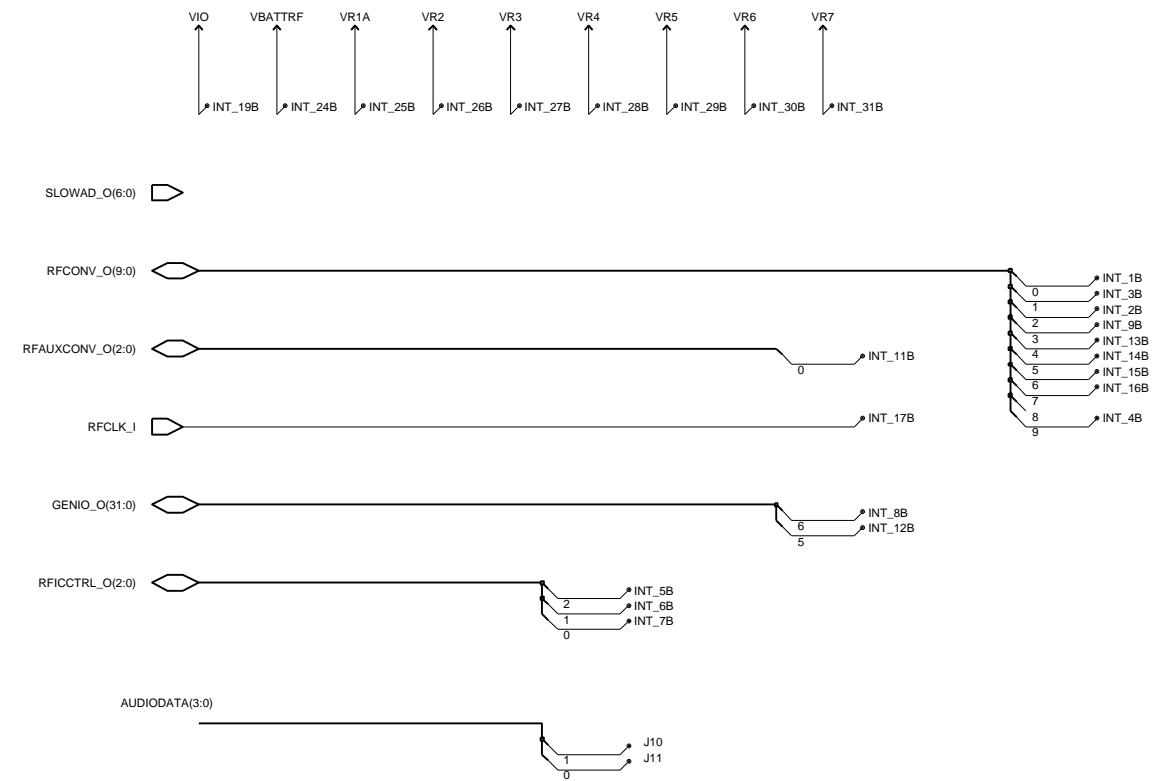 VIO VBATTRF VR1A VR2 VR3 VR4 VR5 VR6 VR7
INT_19B INT_24B INT_25B INT_26B INT_27B INT_28B INT_29B INT_30B INT_31B
SLOWAD_O(6:0)
RFCONV_O(9:0)
INT_1B
0
INT_3B
1
INT_2B
2
INT_9B
3
INT_13B
4
INT_14B
5
INT_15B
6
INT_16B
7
8
INT_4B
9
RFAUXCONV_O(2:0)
INT_11B
0
RFCLK_I
INT_17B
GENIO_O(31:0)
INT_8B
6
INT_12B
5
RFICCTRL_O(2:0)
INT_5B
2
INT_6B
1
INT_7B
0
AUDIODATA(3:0)
J10
1
J11
0